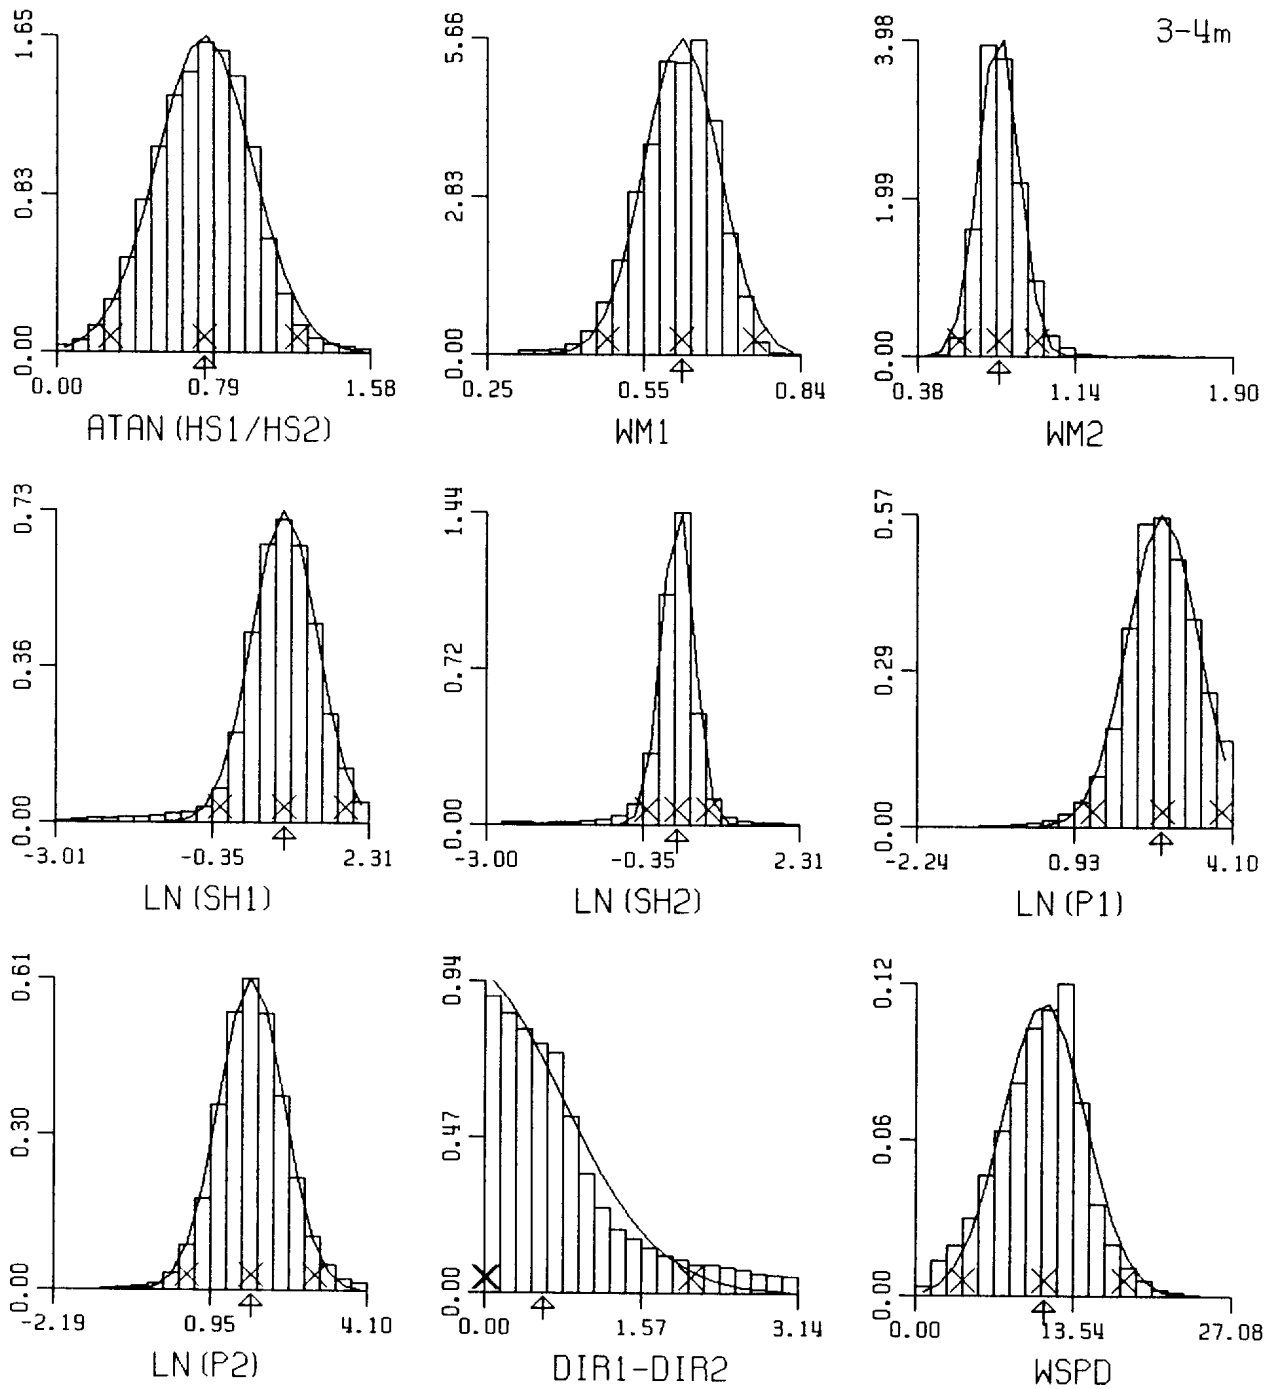 3-4m
1.65
0.83
0.00
0.00 0.79 1.58
ATAN(HS1/HS2)
5.66
2.83
0.00
0.25 0.55 0.84
WM1
3.98
1.99
0.00
0.38 1.14 1.90
WM2
0.73
0.36
0.00
-3.01 -0.35 2.31
LN(SH1)
1.44
0.72
0.00
-3.00 -0.35 2.31
LN(SH2)
0.57
0.29
0.00
-2.24 0.93 4.10
LN(P1)
0.61
0.30
0.00
-2.19 0.95 4.10
LN(P2)
0.94
0.47
0.00
0.00 1.57 3.14
DIR1-DIR2
0.12
0.06
0.00
0.00 13.54 27.08
WSPD